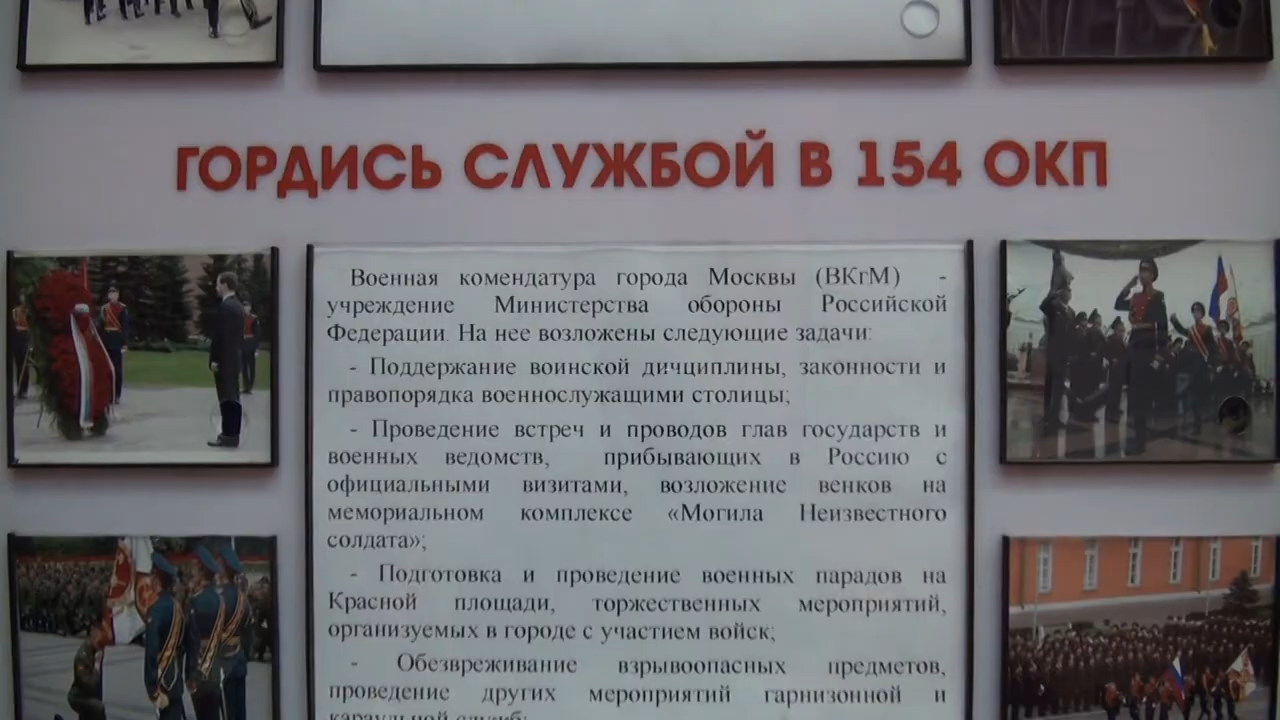 ГОРДИСЬ СЛУЖБОЙ В 154 ОКП
Военная комендатура города Москвы (ВКгМ) -
учреждение Министерства обороны Российской
Федерации. На нее возложены следующие задачи:
- Поддержание воинской дичциплины, законности и
правопорядка военнослужащими столицы;
- Проведение встреч и проводов глав государств и
военных ведомств, прибывающих в Россию с
официальными визитами, возложение венков на
мемориальном комплексе «Могила Неизвестного
солдата»;
- Подготовка и проведение военных парадов на
Красной площади, торжественных мероприятий,
организуемых в городе с участием войск;
- Обезвреживание взрывоопасных предметов,
проведение других мероприятий гарнизонной и
караульной служб;